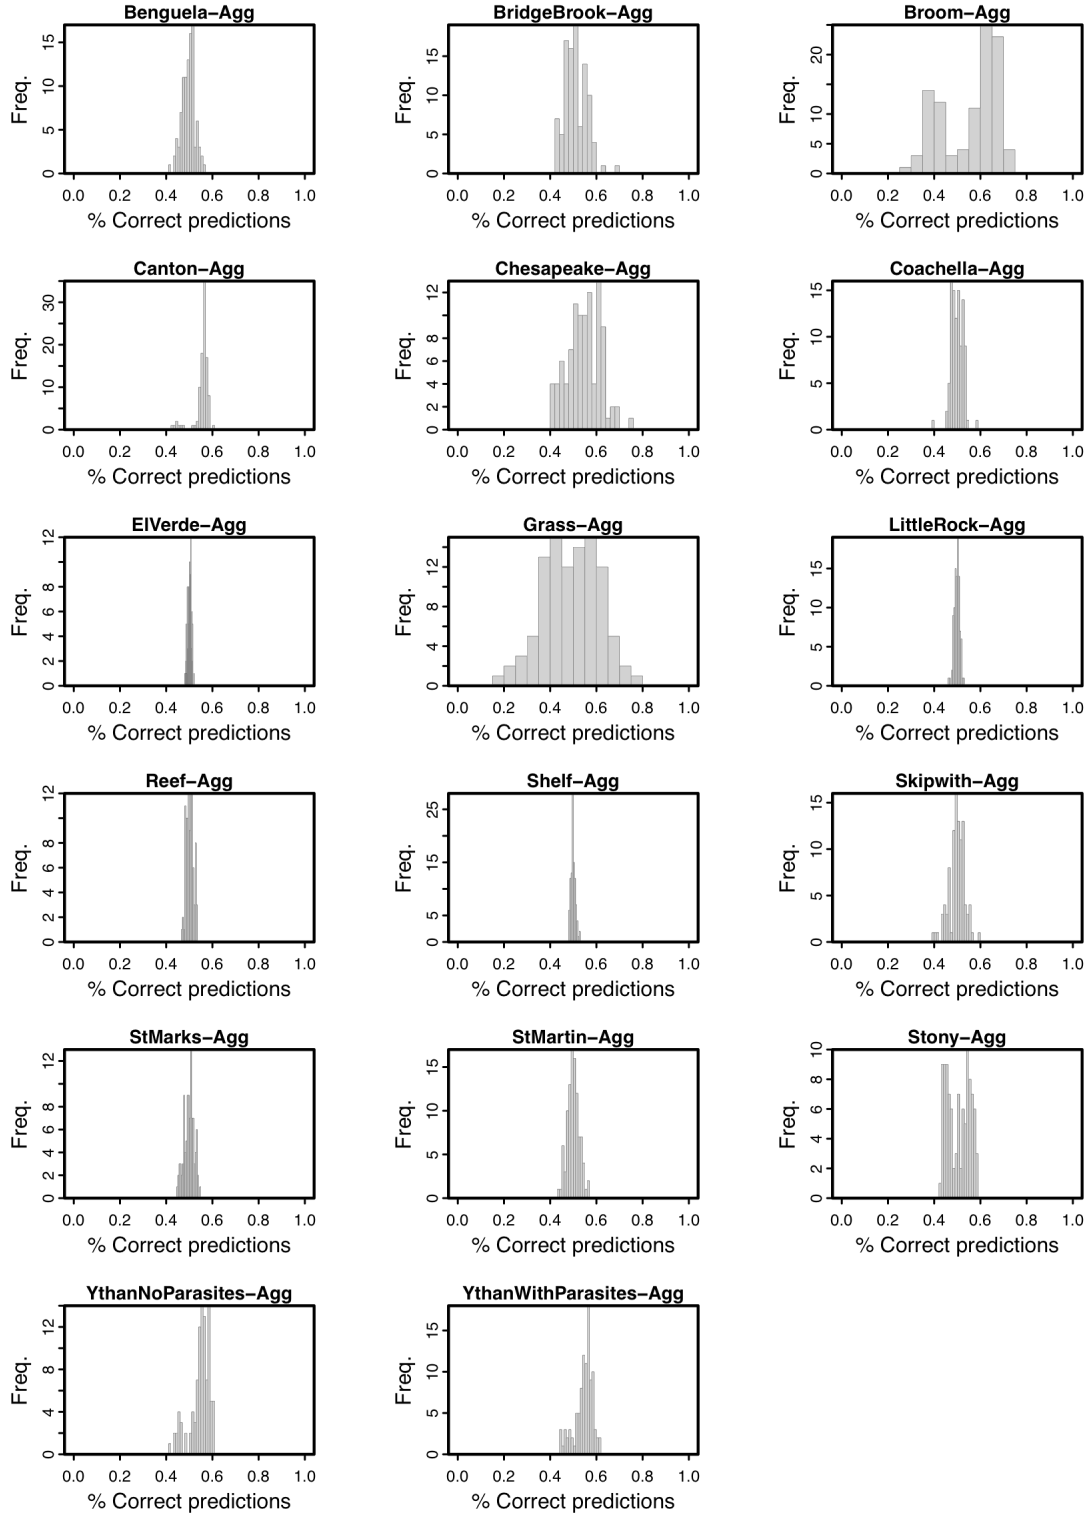 Benguela−Agg BridgeBrook−Agg Broom−Agg
Freq. 0 5 10 15 Freq. 0 5 10 15 Freq. 0 5 10 20
0.0 0.2 0.4 0.6 0.8 1.0 0.0 0.2 0.4 0.6 0.8 1.0 0.0 0.2 0.4 0.6 0.8 1.0
% Correct predictions % Correct predictions % Correct predictions
Canton−Agg Chesapeake−Agg Coachella−Agg
Freq. 0 10 20 30 Freq. 0 2 4 6 8 12 Freq. 0 5 10 15
0.0 0.2 0.4 0.6 0.8 1.0 0.0 0.2 0.4 0.6 0.8 1.0 0.0 0.2 0.4 0.6 0.8 1.0
% Correct predictions % Correct predictions % Correct predictions
ElVerde−Agg Grass−Agg LittleRock−Agg
Freq. 0 2 4 6 8 12 Freq. 0 4 8 12 Freq. 0 5 10 15
0.0 0.2 0.4 0.6 0.8 1.0 0.0 0.2 0.4 0.6 0.8 1.0 0.0 0.2 0.4 0.6 0.8 1.0
% Correct predictions % Correct predictions % Correct predictions
Reef−Agg Shelf−Agg Skipwith−Agg
Freq. 0 2 4 6 8 12 Freq. 0 5 15 25 Freq. 0 5 10 15
0.0 0.2 0.4 0.6 0.8 1.0 0.0 0.2 0.4 0.6 0.8 1.0 0.0 0.2 0.4 0.6 0.8 1.0
% Correct predictions % Correct predictions % Correct predictions
StMarks−Agg StMartin−Agg Stony−Agg
Freq. 0 2 4 6 8 12 Freq. 0 5 10 15 Freq. 0 2 4 6 8 10
0.0 0.2 0.4 0.6 0.8 1.0 0.0 0.2 0.4 0.6 0.8 1.0 0.0 0.2 0.4 0.6 0.8 1.0
% Correct predictions % Correct predictions % Correct predictions
YthanNoParasites−Agg YthanWithParasites−Agg
Freq. 0 4 8 12 Freq. 0 5 10 15
0.0 0.2 0.4 0.6 0.8 1.0 0.0 0.2 0.4 0.6 0.8 1.0
% Correct predictions % Correct predictions